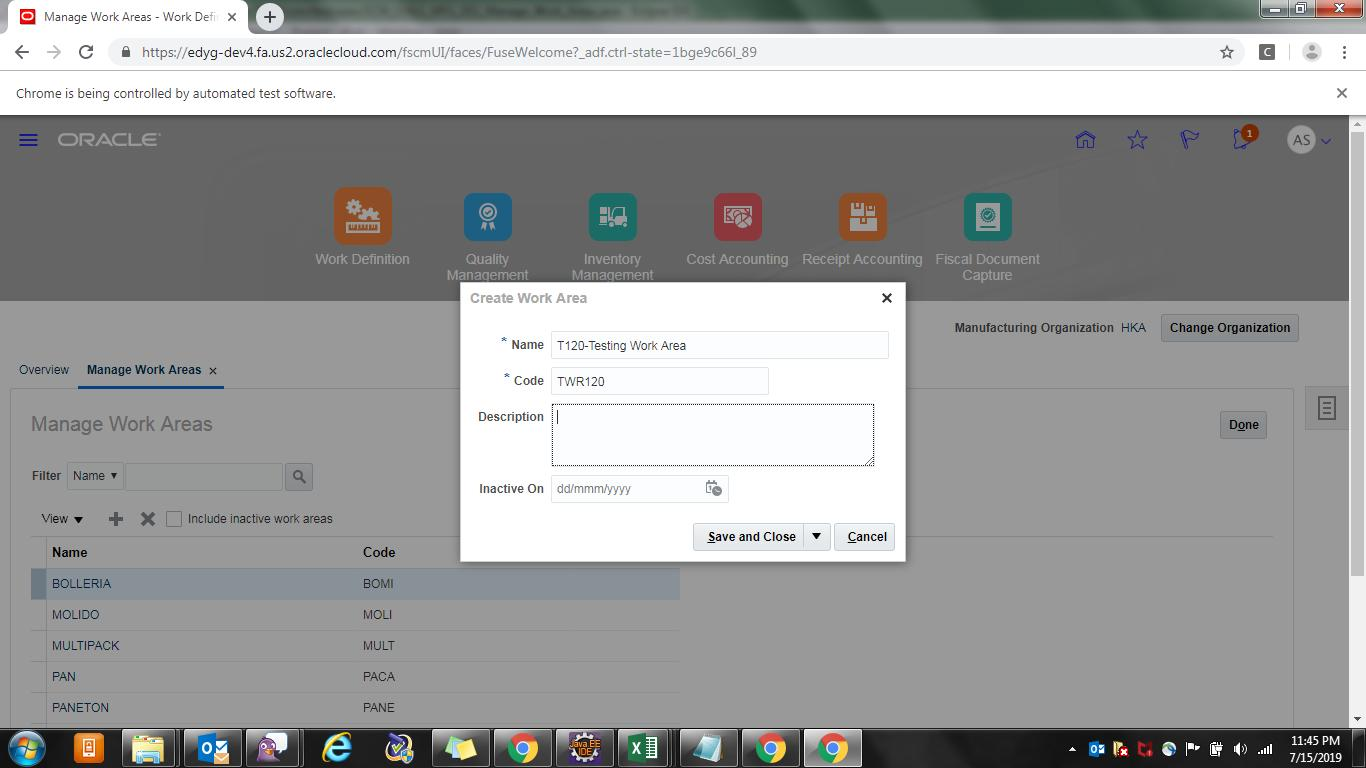 Manage Work Areas - Work Defin
https://edyg-dev4.fa.us2.oraclecloud.com/fscmUI/faces/FuseWelcome?_adf.ctrl-state=1bge9c66l_89
C
Chrome is being controlled by automated test software.
ORACLE
1
AS
Work Definition
Quality Management
Inventory Management
Cost Accounting
Receipt Accounting
Fiscal Document Capture
Create Work Area
* Name T120-Testing Work Area
* Code TWR120
Description
Inactive On dd/mmm/yyyy
Save and Close
Cancel
Manufacturing Organization HKA Change Organization
Overview Manage Work Areas
Manage Work Areas
Done
Filter Name
View Include inactive work areas
Name Code
BOLLERIA BOMI
MOLIDO MOLI
MULTIPACK MULT
PAN PACA
PANETON PANE
Java EE IDE
11:45 PM
7/15/2019